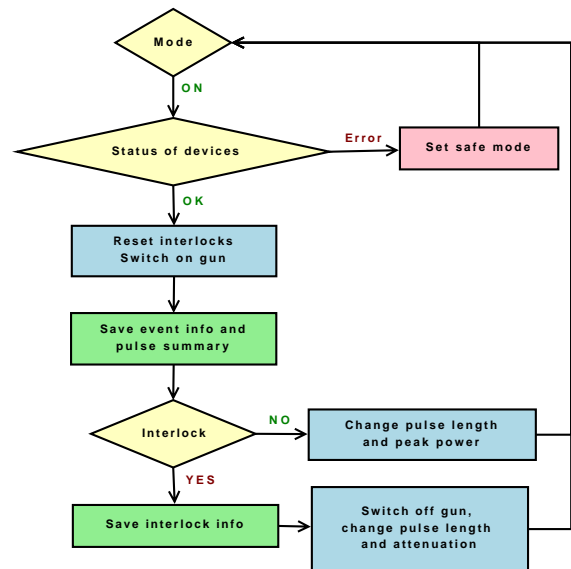 Mode
ON
Status of devices
Error
Set safe mode
OK
Reset interlocks
Switch on gun
Save event info and
pulse summary
Interlock
NO
Change pulse length
and peak power
YES
Save interlock info
Switch off gun,
change pulse length
and attenuation